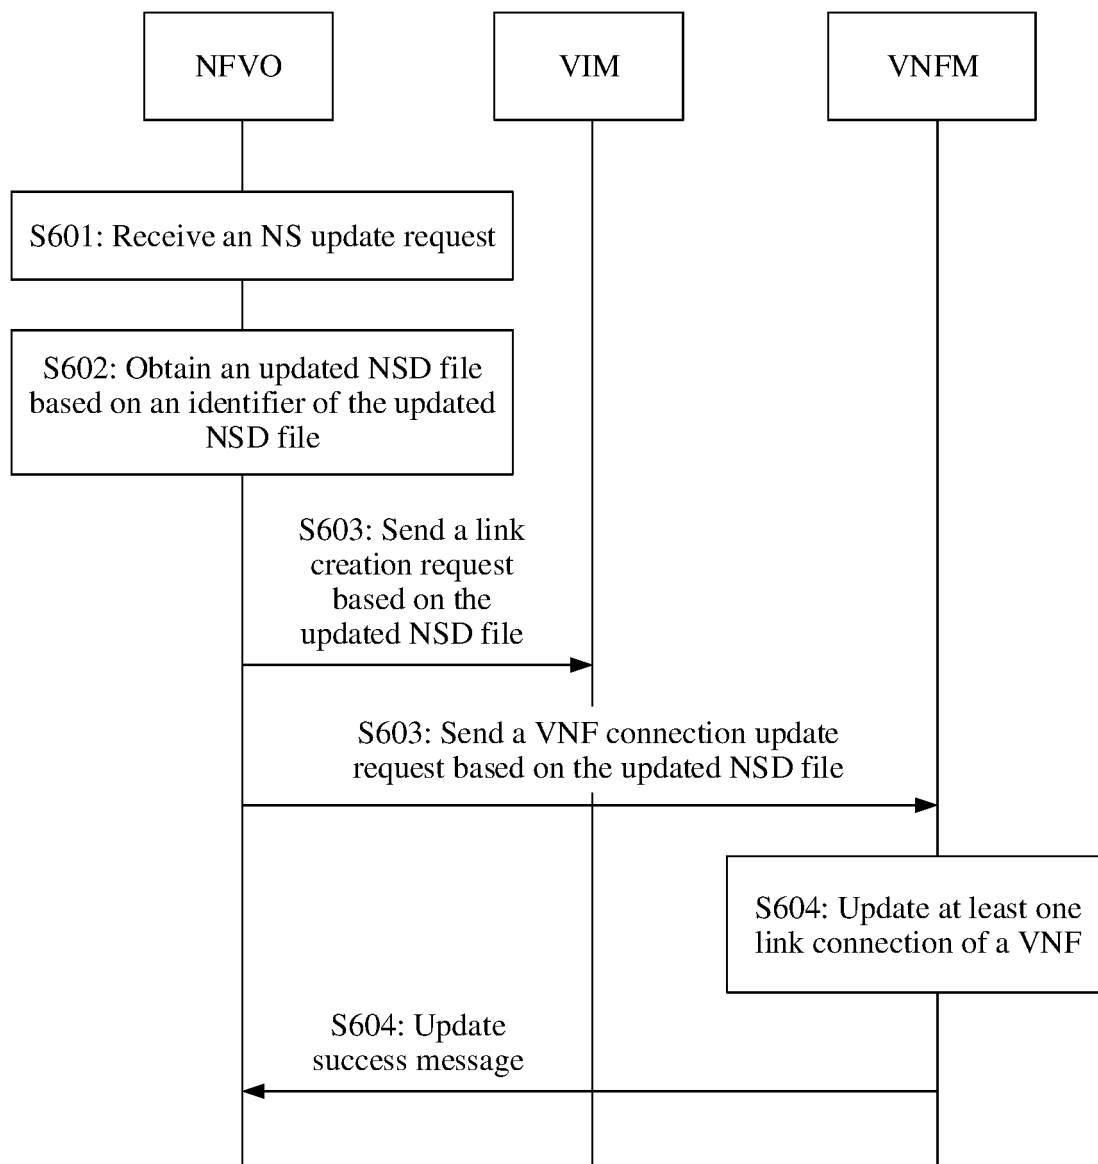 NFVO
VIM
VNFM
S601: Receive an NS update request
S602: Obtain an updated NSD file
based on an identifier of the updated
NSD file
S603: Send a link
creation request
based on the
updated NSD file
S603: Send a VNF connection update
request based on the updated NSD file
S604: Update at least one
link connection of a VNF
S604: Update
success message